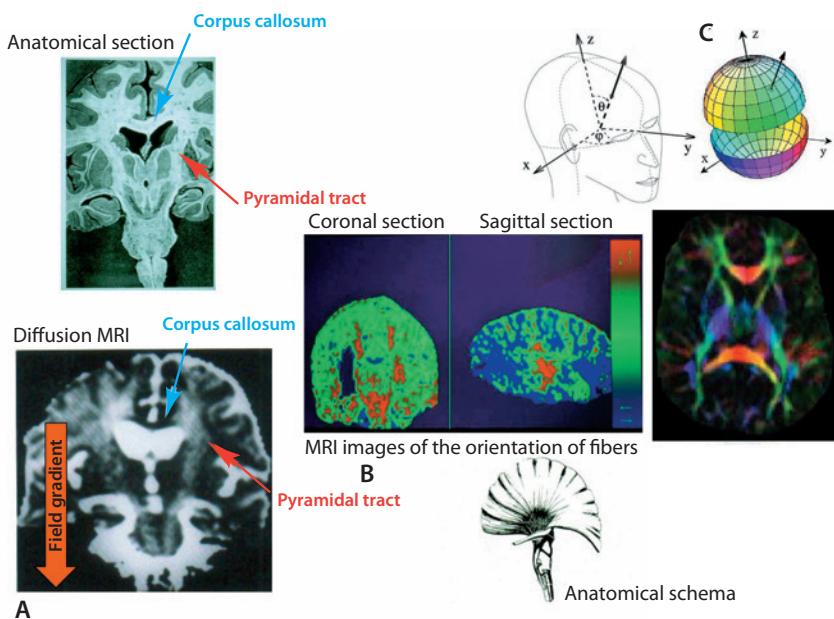 Corpus callosum
Anatomical section
Pyramidal tract
z
θ
φ
x
y
C
z
x
y
Coronal section
Sagittal section
Diffusion MRI
Corpus callosum
Field gradient
Pyramidal tract
A
MRI images of the orientation of fibers
B
Anatomical schema